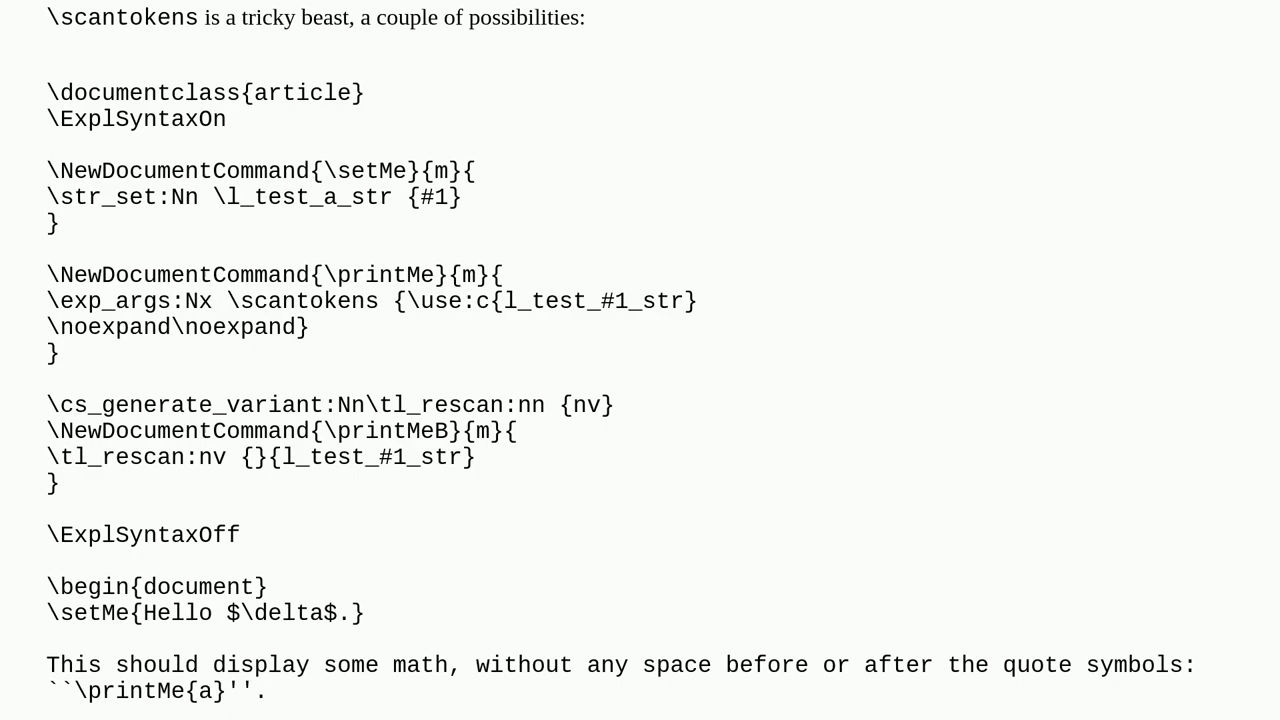 \scantokens is a tricky beast, a couple of possibilities:
\documentclass{article}
\ExplSyntaxOn
\NewDocumentCommand{\setMe}{m}{
\str_set:Nn \l_test_a_str {#1}
}
\NewDocumentCommand{\printMe}{m}{
\exp_args:Nx \scantokens {\use:c{l_test_#1_str}
\noexpand\noexpand}
}
\cs_generate_variant:Nn\tl_rescan:nn {nv}
\NewDocumentCommand{\printMeB}{m}{
\tl_rescan:nv {}{l_test_#1_str}
}
\ExplSyntaxOff
\begin{document}
\setMe{Hello $\delta$.}
This should display some math, without any space before or after the quote symbols:
``\printMe{a}''.